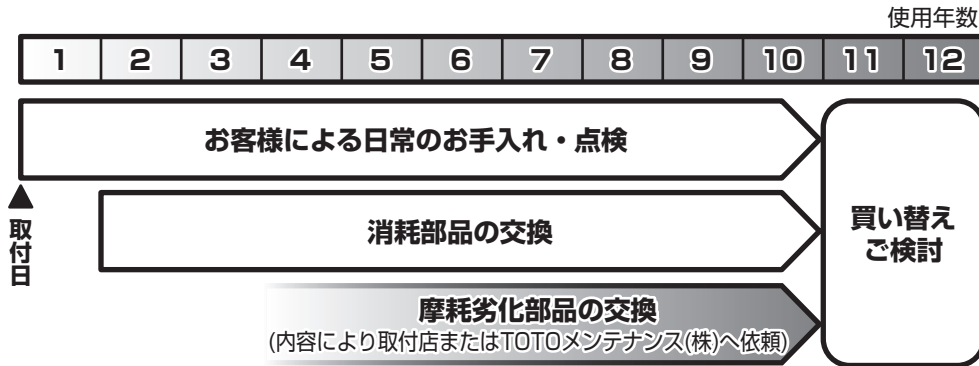 使用年数
1 2 3 4 5 6 7 8 9 10 11 12
お客様による日常のお手入れ・点検
取付日
消耗部品の交換
買い替え
ご検討
摩耗劣化部品の交換
(内容により取付店またはTOTOメンテナンス(株)へ依頼)